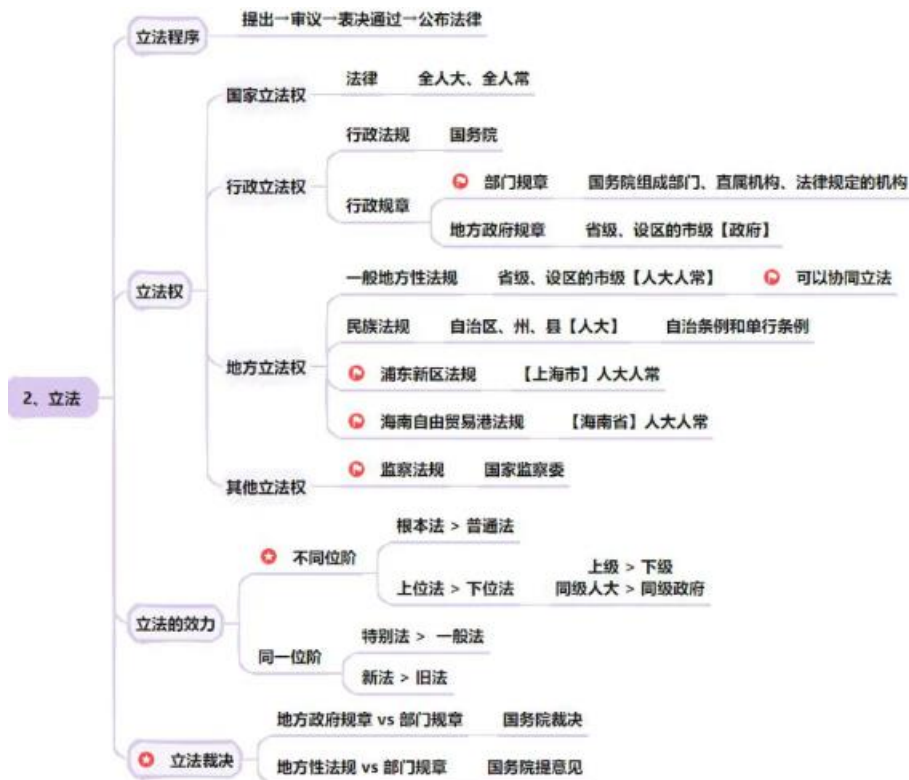 提出→审议→表决通过→公布法律
立法程序
国家立法权
法律
全人大、全人常
行政法规
国务院
行政立法权
部门规章
国务院组成部门、直属机构、法律规定的机构
行政规章
地方政府规章
省级、设区的市级【政府】
立法权
一般地方性法规
省级、设区的市级【人大人常】
可以协同立法
民族法规
自治区、州、县【人大】
自治条例和单行条例
地方立法权
浦东新区法规
【上海市】人大人常
2、立法
海南自由贸易港法规
【海南省】人大人常
其他立法权
监察法规
国家监察委
根本法 > 普通法
不同位阶
上位法 > 下位法
上级 > 下级
同级人大 > 同级政府
立法的效力
特别法 > 一般法
同一位阶
新法 > 旧法
地方政府规章 vs 部门规章
国务院裁决
立法裁决
地方性法规 vs 部门规章
国务院提意见